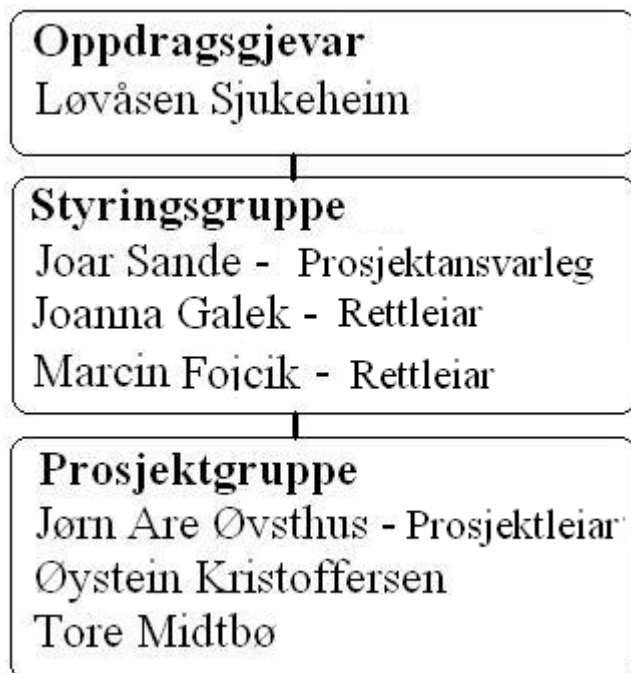 Oppdragsgjevar
Løvåsen Sjukeheim
Styringsgruppe
Joar Sande - Prosjektansvarleg
Joanna Galek - Rettleiar
Marcin Fojcik - Rettleiar
Prosjektgruppe
Jørn Are Øvsthus - Prosjektleiar
Øystein Kristoffersen
Tore Midtbø